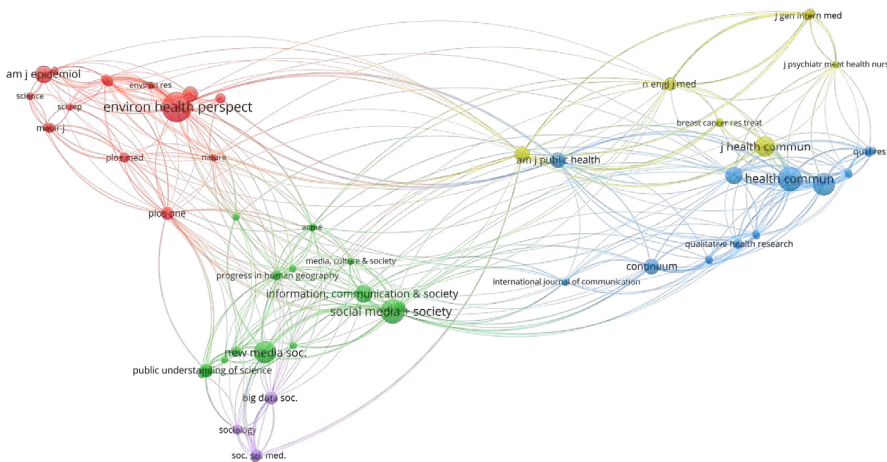 j gen intern med
j psychiatr ment health nurs
am j epidemiol
environ res
n engl j med
science
sci rep
environ health perspect
malar j
breast cancer res treat
j health commun
qual res
plos med
nature
am j public health
health commun
plos one
acme
qualitative health research
media, culture & society
continuum
progress in human geography
international journal of communication
information, communication & society
social media + society
new media soc.
public understanding of science
big data soc.
sociology
soc. sci med.